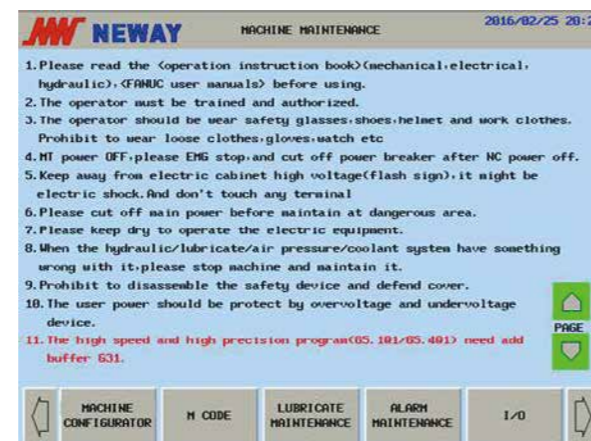 NEWAY
MACHINE MAINTENANCE
2016/02/25 20:2
1.Please read the <operation instruction book>(mechanical,electrical,
hydraulic),<FANUC user manuals> before using.
2.The operator must be trained and authorized.
3.The operator should be wear safety glasses,shoes,helmet and work clothes.
Prohibit to wear loose clothes,gloves,watch etc
4.MT power OFF,please EMG stop,and cut off power breaker after NC power off.
5.Keep away from electric cabinet high voltage(flash sign),it might be
electric shock.And don't touch any terminal
6.Please cut off main power before maintain at dangerous area.
7.Please keep dry to operate the electric equipment.
8.When the hydraulic/lubricate/air pressure/coolant system have something
wrong with it,please stop machine and maintain it.
9.Prohibit to disassemble the safety device and defend cover.
10.The user power should be protect by overvoltage and undervoltage
device.
PAGE
11.The high speed and high precision program(G5.1Q1/G5.4Q1) need add
buffer G31.
MACHINE
CONFIGURATOR
M CODE
LUBRICATE
MAINTENANCE
ALARM
MAINTENANCE
I/O